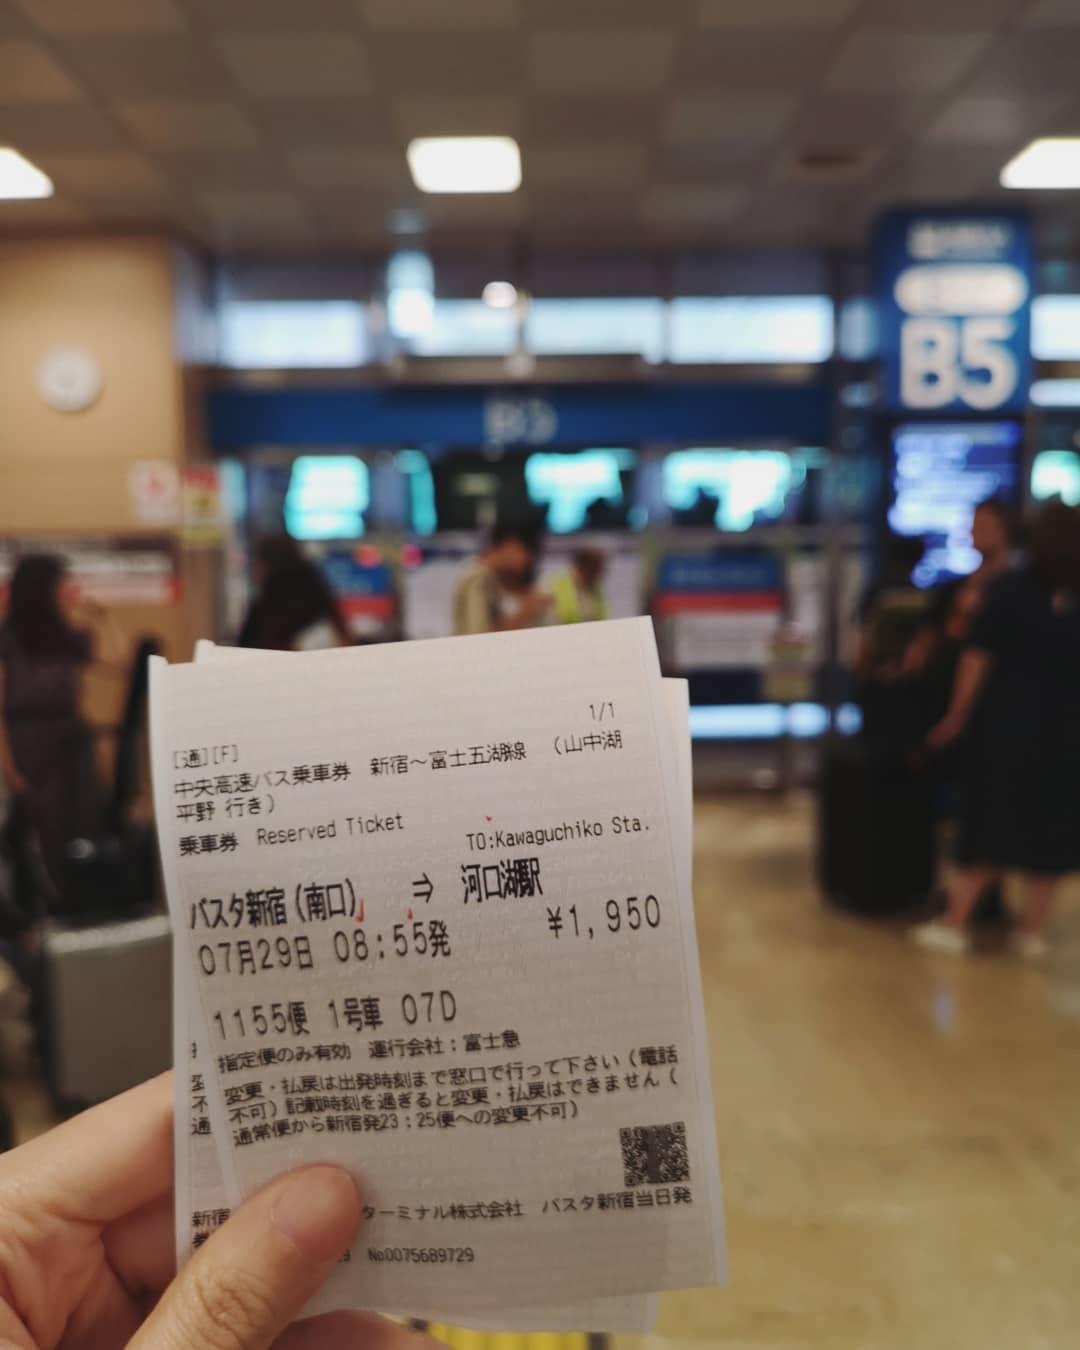 B5
B5
1/1
[通][F]
中央高速バス乗車券 新宿～富士五湖線 (山中湖
平野 行き)
乗車券 Reserved Ticket
TO:Kawaguchiko Sta.
バスタ新宿(南口) ⇒ 河口湖駅
07月29日 08:55発 ¥1,950
1155便 1号車 07D
指定便のみ有効 運行会社:富士急
変更・払戻は出発時刻まで窓口で行って下さい(電話
不可)記載時刻を過ぎると変更・払戻はできません(
通常便から新宿発23:25便への変更不可)
新宿 ターミナル株式会社 バスタ新宿当日発
9 No0075689729